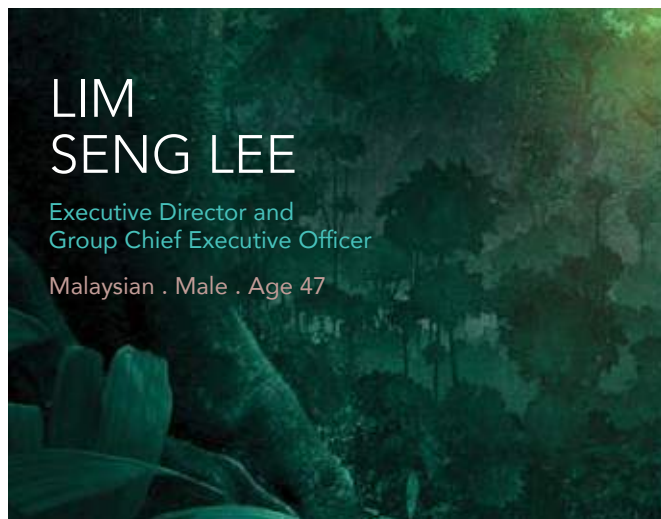 LIM
SENG LEE
Executive Director and
Group Chief Executive Officer
Malaysian . Male . Age 47